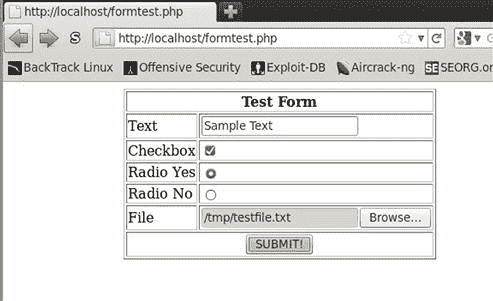 http://localhost/formtest.php
S http://localhost/formtest.php
BackTrack Linux Offensive Security Exploit-DB Aircrack-ng SE SEORG.or
Test Form
Text Sample Text
Checkbox
Radio Yes
Radio No
File /tmp/testfile.txt Browse...
SUBMIT!